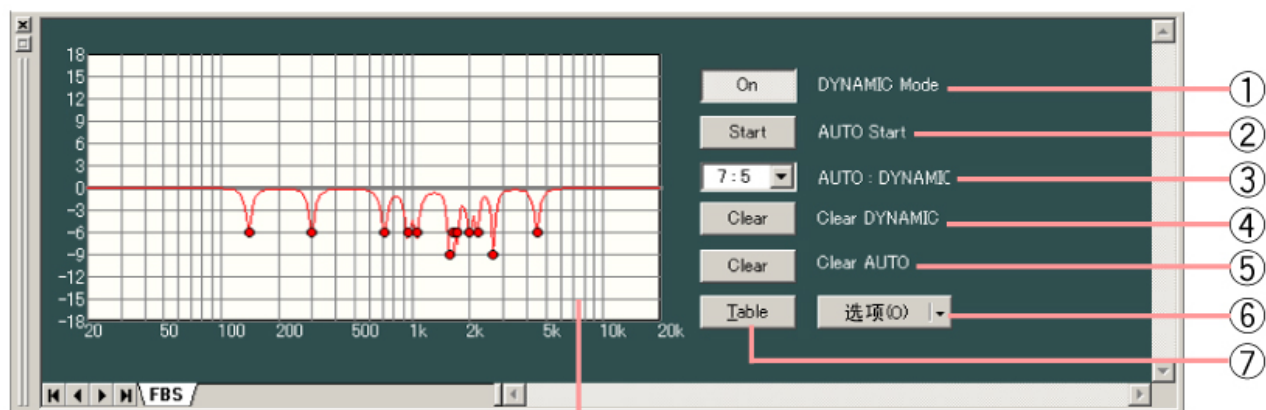 18
15
12
9
6
3
0
-3
-6
-9
-12
-15
-18
20 50 100 200 500 1k 2k 5k 10k 20k
On DYNAMIC Mode ①
Start AUTO Start ②
7:5 AUTO : DYNAMIC ③
Clear Clear DYNAMIC ④
Clear Clear AUTO ⑤
Table 选项(O) ⑥
⑦
FBS